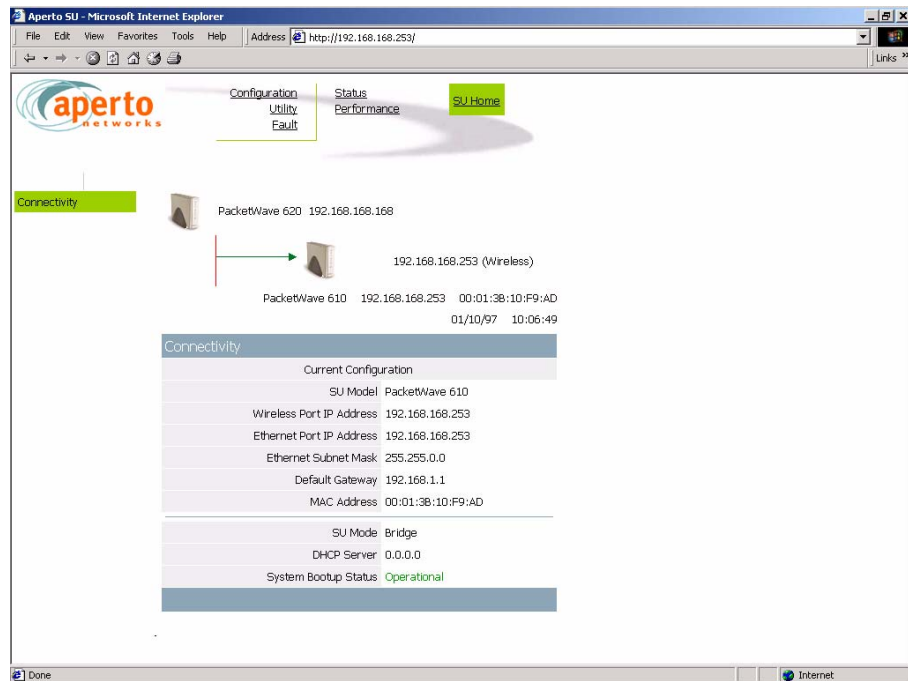 Aperto SU - Microsoft Internet Explorer
File Edit View Favorites Tools Help Address http://192.168.168.253/
Links »
aperto
networks
Configuration Status
Utility Performance SU Home
Fault
Connectivity
PacketWave 620 192.168.168.168
192.168.168.253 (Wireless)
PacketWave 610 192.168.168.253 00:01:3B:10:F9:AD
01/10/97 10:06:49
Connectivity
Current Configuration
SU Model PacketWave 610
Wireless Port IP Address 192.168.168.253
Ethernet Port IP Address 192.168.168.253
Ethernet Subnet Mask 255.255.0.0
Default Gateway 192.168.1.1
MAC Address 00:01:3B:10:F9:AD
SU Mode Bridge
DHCP Server 0.0.0.0
System Bootup Status Operational
Done Internet